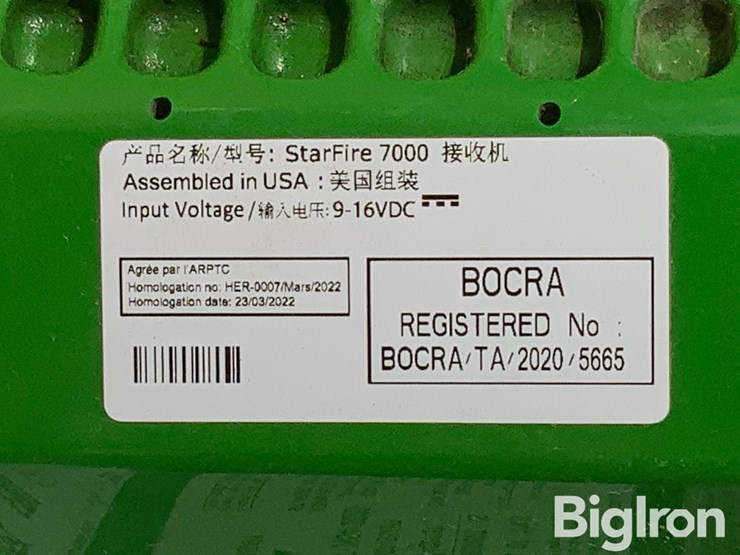 产品名称/型号: StarFire 7000 接收机
Assembled in USA : 美国组装
Input Voltage/输入电压: 9-16VDC
Agrée par l'ARPTC
Homologation no: HER-0007/Mars/2022
Homologation date: 23/03/2022
BOCRA
REGISTERED No :
BOCRA/TA/2020/5665
BigIron